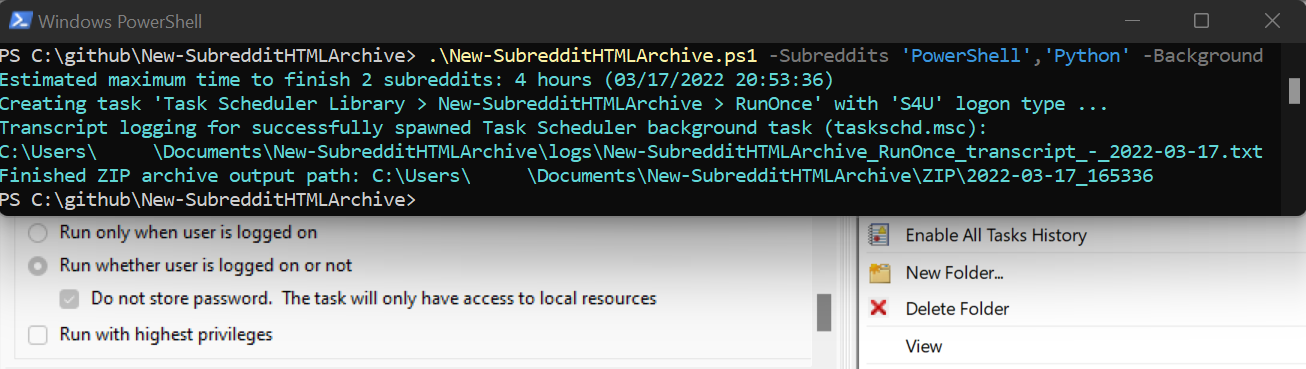 Windows PowerShell
PS C:\github\New-SubredditHTMLArchive> .\New-SubredditHTMLArchive.ps1 -Subreddits 'PowerShell','Python' -Background
Estimated maximum time to finish 2 subreddits: 4 hours (03/17/2022 20:53:36)
Creating task 'Task Scheduler Library > New-SubredditHTMLArchive > RunOnce' with 'S4U' logon type ...
Transcript logging for successfully spawned Task Scheduler background task (taskschd.msc):
C:\Users\     \Documents\New-SubredditHTMLArchive\logs\New-SubredditHTMLArchive_RunOnce_transcript_-_2022-03-17.txt
Finished ZIP archive output path: C:\Users\     \Documents\New-SubredditHTMLArchive\ZIP\2022-03-17_165336
PS C:\github\New-SubredditHTMLArchive>
Run only when user is logged on
Run whether user is logged on or not
Do not store password.  The task will only have access to local resources
Run with highest privileges
Enable All Tasks History
New Folder...
Delete Folder
View